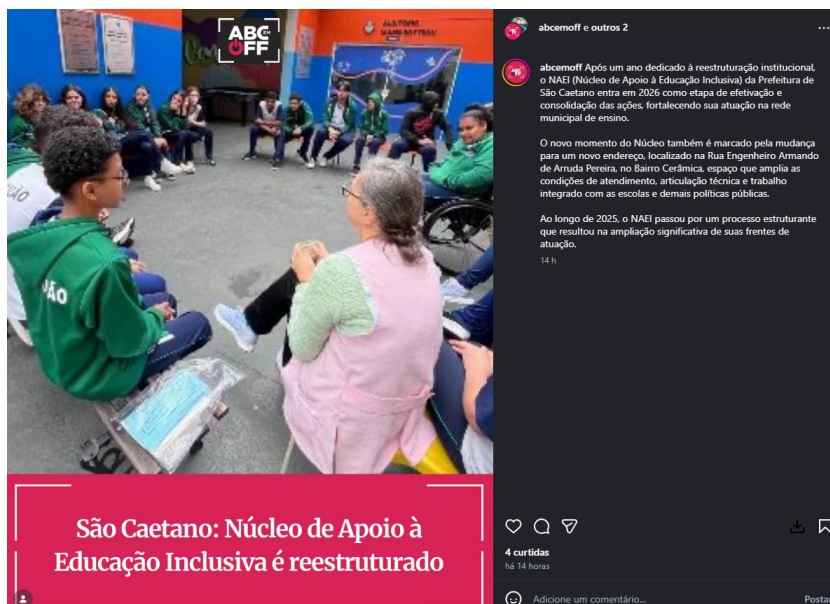 ABC EM
OFF
AUDITÓRIO
ÃO
São Caetano: Núcleo de Apoio à
Educação Inclusiva é reestruturado
abcemoff e outros 2
abcemoff Após um ano dedicado à reestruturação institucional,
o NAEI (Núcleo de Apoio à Educação Inclusiva) da Prefeitura de
São Caetano entra em 2026 como etapa de efetivação e
consolidação das ações, fortalecendo sua atuação na rede
municipal de ensino.
O novo momento do Núcleo também é marcado pela mudança
para um novo endereço, localizado na Rua Engenheiro Armando
de Arruda Pereira, no Bairro Cerâmica, espaço que amplia as
condições de atendimento, articulação técnica e trabalho
integrado com as escolas e demais políticas públicas.
Ao longo de 2025, o NAEI passou por um processo estruturante
que resultou na ampliação significativa de suas frentes de
atuação.
14 h
4 curtidas
há 14 horas
Adicione um comentário...
Postar